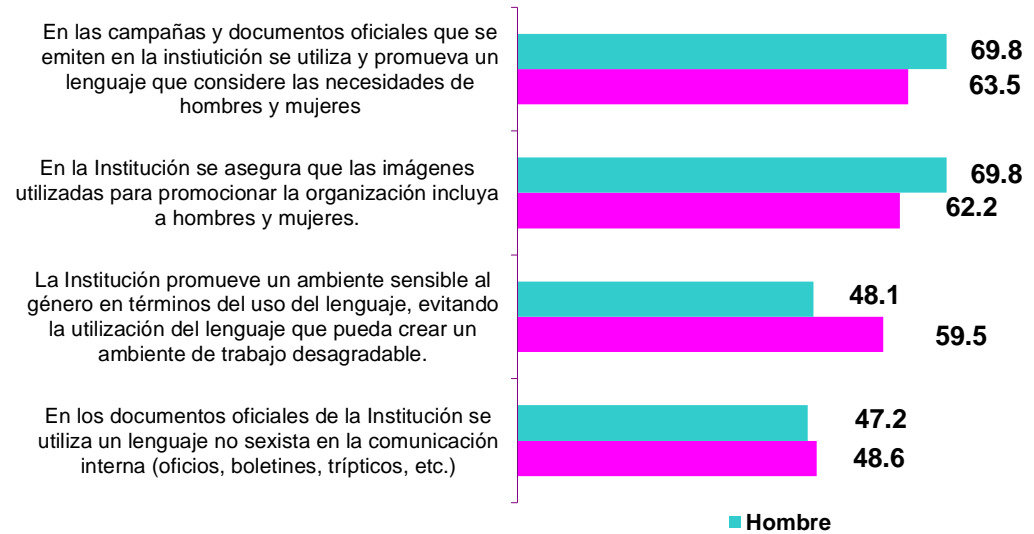 En las campañas y documentos oficiales que se
emiten en la instiutición se utiliza y promueva un
lenguaje que considere las necesidades de
hombres y mujeres
69.8
63.5
En la Institución se asegura que las imágenes
utilizadas para promocionar la organización incluya
a hombres y mujeres.
69.8
62.2
La Institución promueve un ambiente sensible al
género en términos del uso del lenguaje, evitando
la utilización del lenguaje que pueda crear un
ambiente de trabajo desagradable.
48.1
59.5
En los documentos oficiales de la Institución se
utiliza un lenguaje no sexista en la comunicación
interna (oficios, boletines, trípticos, etc.)
47.2
48.6
Hombre